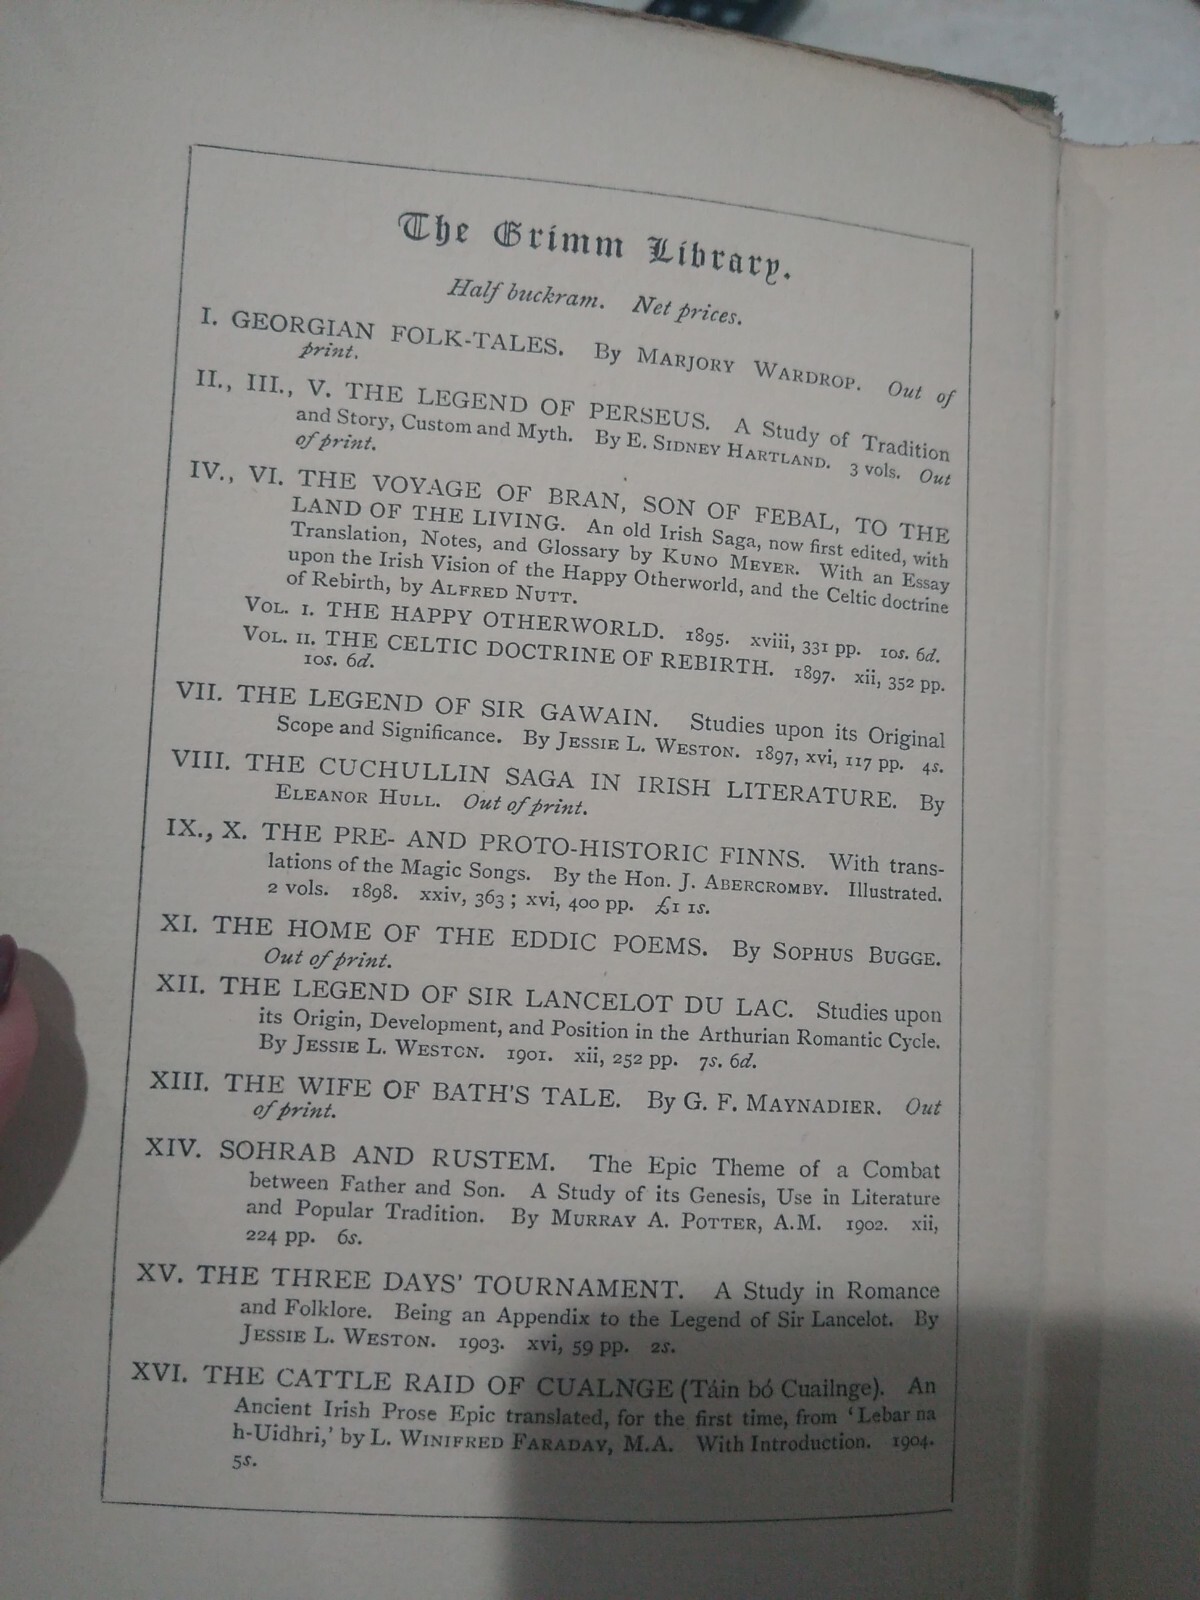 The Grimm Library.
Half buckram. Net prices.
I. GEORGIAN FOLK-TALES. By MARJORY WARDROP. Out of
print.
II., III., V. THE LEGEND OF PERSEUS. A Study of Tradition
and Story, Custom and Myth. By E. SIDNEY HARTLAND. 3 vols. Out
of print.
IV., VI. THE VOYAGE OF BRAN, SON OF FEBAL, TO THE
LAND OF THE LIVING. An old Irish Saga, now first edited, with
Translation, Notes, and Glossary by KUNO MEYER. With an Essay
upon the Irish Vision of the Happy Otherworld, and the Celtic doctrine
of Rebirth, by ALFRED NUTT.
VOL. I. THE HAPPY OTHERWORLD. 1895. xviii, 331 pp. 10s. 6d.
VOL. II. THE CELTIC DOCTRINE OF REBIRTH. 1897. xii, 352 pp.
10s. 6d.
VII. THE LEGEND OF SIR GAWAIN. Studies upon its Original
Scope and Significance. By JESSIE L. WESTON. 1897, xvi, 117 pp. 4s.
VIII. THE CUCHULLIN SAGA IN IRISH LITERATURE. By
ELEANOR HULL. Out of print.
IX., X. THE PRE- AND PROTO-HISTORIC FINNS. With trans-
lations of the Magic Songs. By the Hon. J. ABERCROMBY. Illustrated.
2 vols. 1898. xxiv, 363 ; xvi, 400 pp. £1 1s.
XI. THE HOME OF THE EDDIC POEMS. By SOPHUS BUGGE.
Out of print.
XII. THE LEGEND OF SIR LANCELOT DU LAC. Studies upon
its Origin, Development, and Position in the Arthurian Romantic Cycle.
By JESSIE L. WESTON. 1901. xii, 252 pp. 7s. 6d.
XIII. THE WIFE OF BATH'S TALE. By G. F. MAYNADIER. Out
of print.
XIV. SOHRAB AND RUSTEM. The Epic Theme of a Combat
between Father and Son. A Study of its Genesis, Use in Literature
and Popular Tradition. By MURRAY A. POTTER, A.M. 1902. xii,
224 pp. 6s.
XV. THE THREE DAYS' TOURNAMENT. A Study in Romance
and Folklore. Being an Appendix to the Legend of Sir Lancelot. By
JESSIE L. WESTON. 1903. xvi, 59 pp. 2s.
XVI. THE CATTLE RAID OF CUALNGE (Táin bó Cuailnge). An
Ancient Irish Prose Epic translated, for the first time, from 'Lebar na
h-Uidhri,' by L. WINIFRED FARADAY, M.A. With Introduction. 1904.
5s.